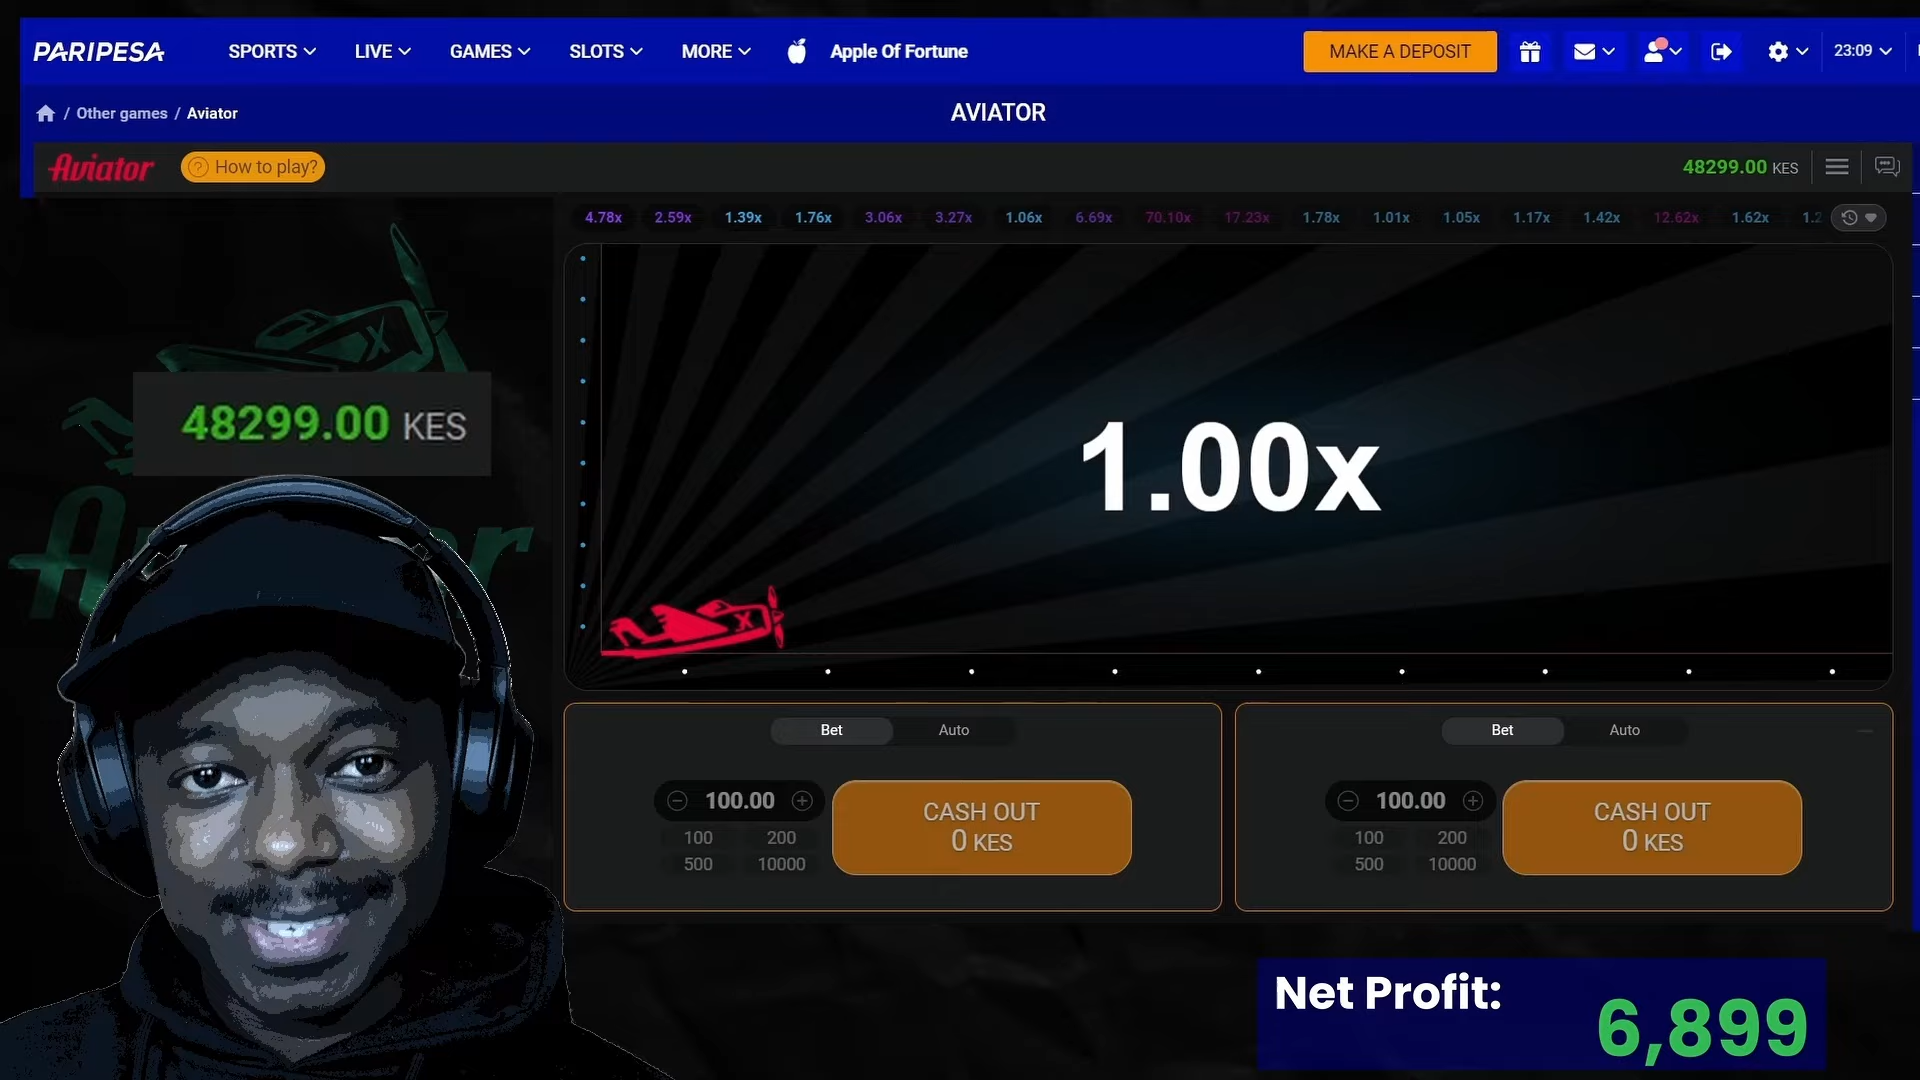 PARIPESA SPORTS LIVE GAMES SLOTS MORE Apple Of Fortune MAKE A DEPOSIT 23:09
/ Other games / Aviator
AVIATOR
Aviator ? How to play? 48299.00 KES
4.78x 2.59x 1.39x 1.76x 3.06x 3.27x 1.06x 6.69x 70.10x 17.23x 1.78x 1.01x 1.05x 1.17x 1.42x 12.62x 1.62x 1.2
X
48299.00 KES
1.00x
X
Bet Auto
100.00
100 200
500 10000
CASH OUT
0 KES
Bet Auto
100.00
100 200
500 10000
CASH OUT
0 KES
Net Profit:
6,899